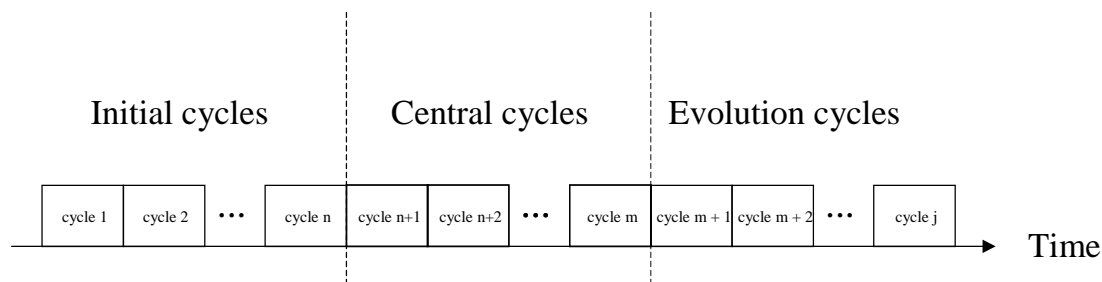 Initial cycles Central cycles Evolution cycles
cycle 1 cycle 2 ••• cycle n cycle n+1 cycle n+2 ••• cycle m cycle m + 1 cycle m + 2 ••• cycle j
Time